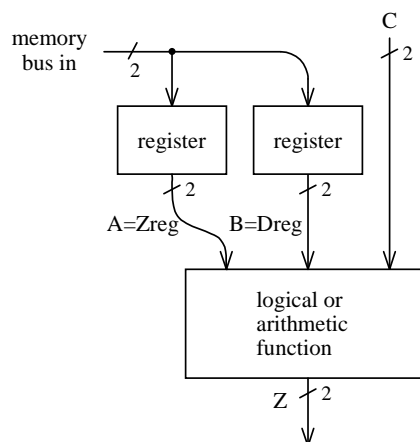 memory
bus in
2
C
2
register
register
2
2
A=Zreg
B=Dreg
logical or
arithmetic
function
Z
2